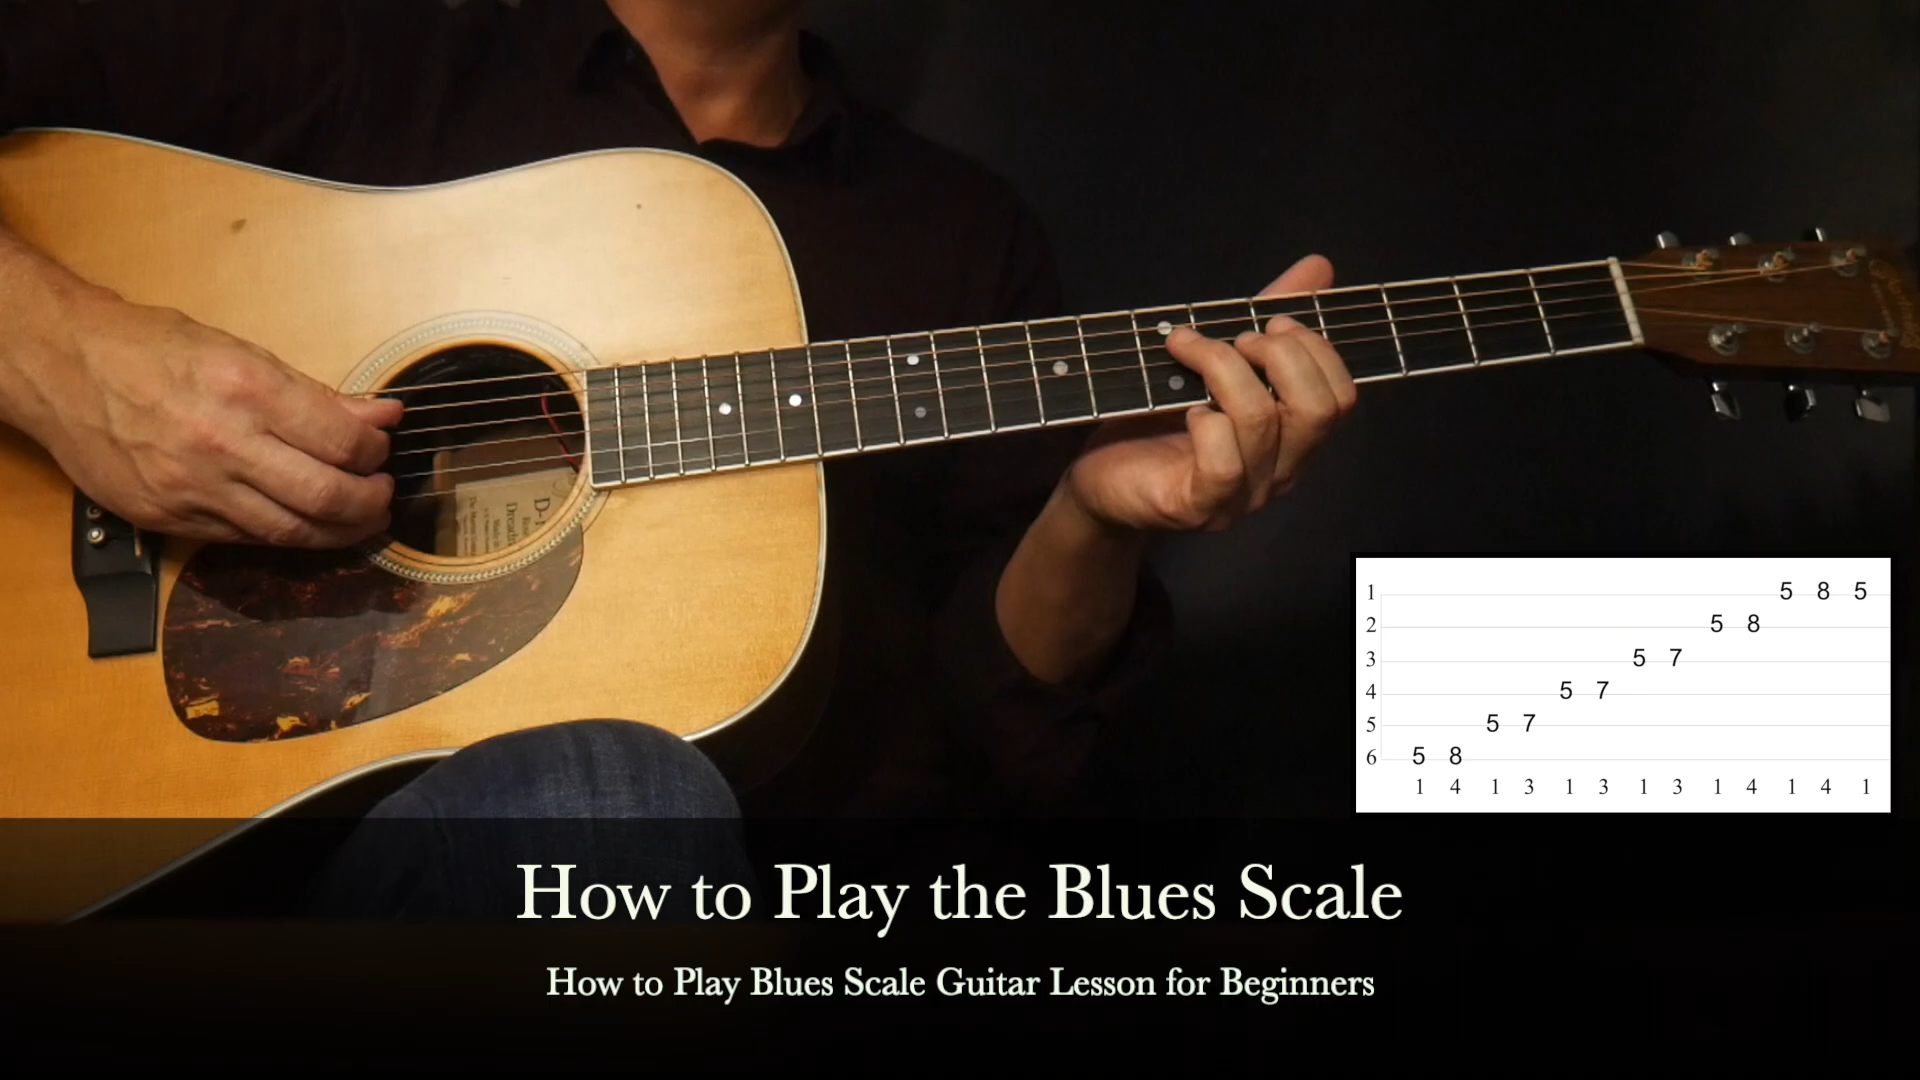 D-1
1 5 8 5
2 5 8
3 5 7
4 5 7
5 5 7
6 5 8
1 4 1 3 1 3 1 3 1 4 1 4 1
How to Play the Blues Scale
How to Play Blues Scale Guitar Lesson for Beginners